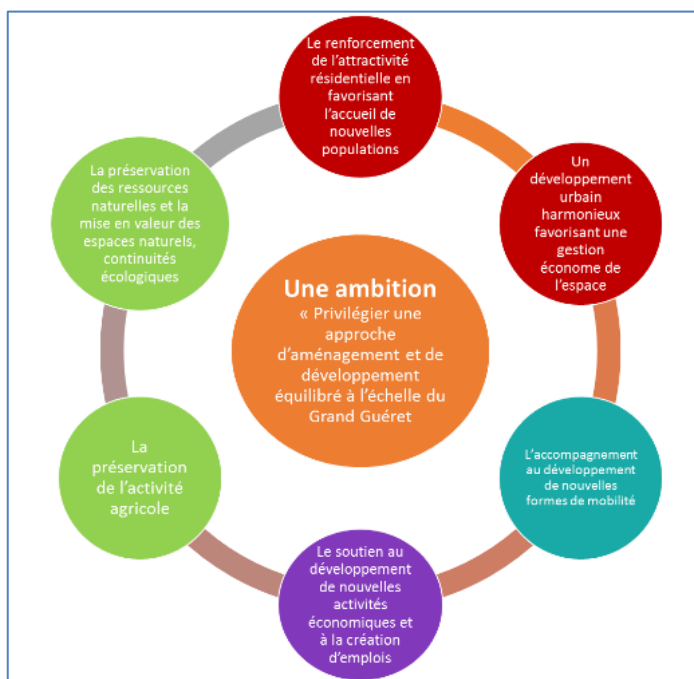 Le renforcement
de l'attractivité
résidentielle en
favorisant
l'accueil de
nouvelles
populations
Un
développement
urbain
harmonieux
favorisant une
gestion
économe de
l'espace
L'accompagnement
au développement
de nouvelles
formes de mobilité
Le soutien au
développement
de nouvelles
activités
économiques et
à la création
d'emplois
La
préservation
de l'activité
agricole
La préservation
des ressources
naturelles et la
mise en valeur des
espaces naturels,
continuités
écologiques
Une ambition
« Privilégier une
approche
d'aménagement et de
développement
équilibré à l'échelle du
Grand Guéret